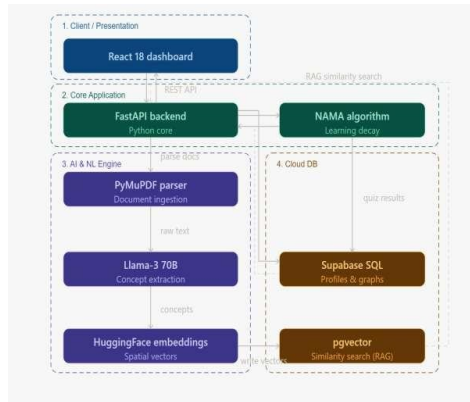 1. Client / Presentation
React 18 dashboard
REST API
RAG similarity search
2. Core Application
FastAPI backend
Python core
NAMA algorithm
Learning decay
parse docs
3. AI & NL Engine
4. Cloud DB
PyMuPDF parser
Document ingestion
quiz results
raw text
Llama-3 70B
Concept extraction
Supabase SQL
Profiles & graphs
concepts
HuggingFace embeddings
Spatial vectors
write vectors
pgvector
Similarity search (RAG)